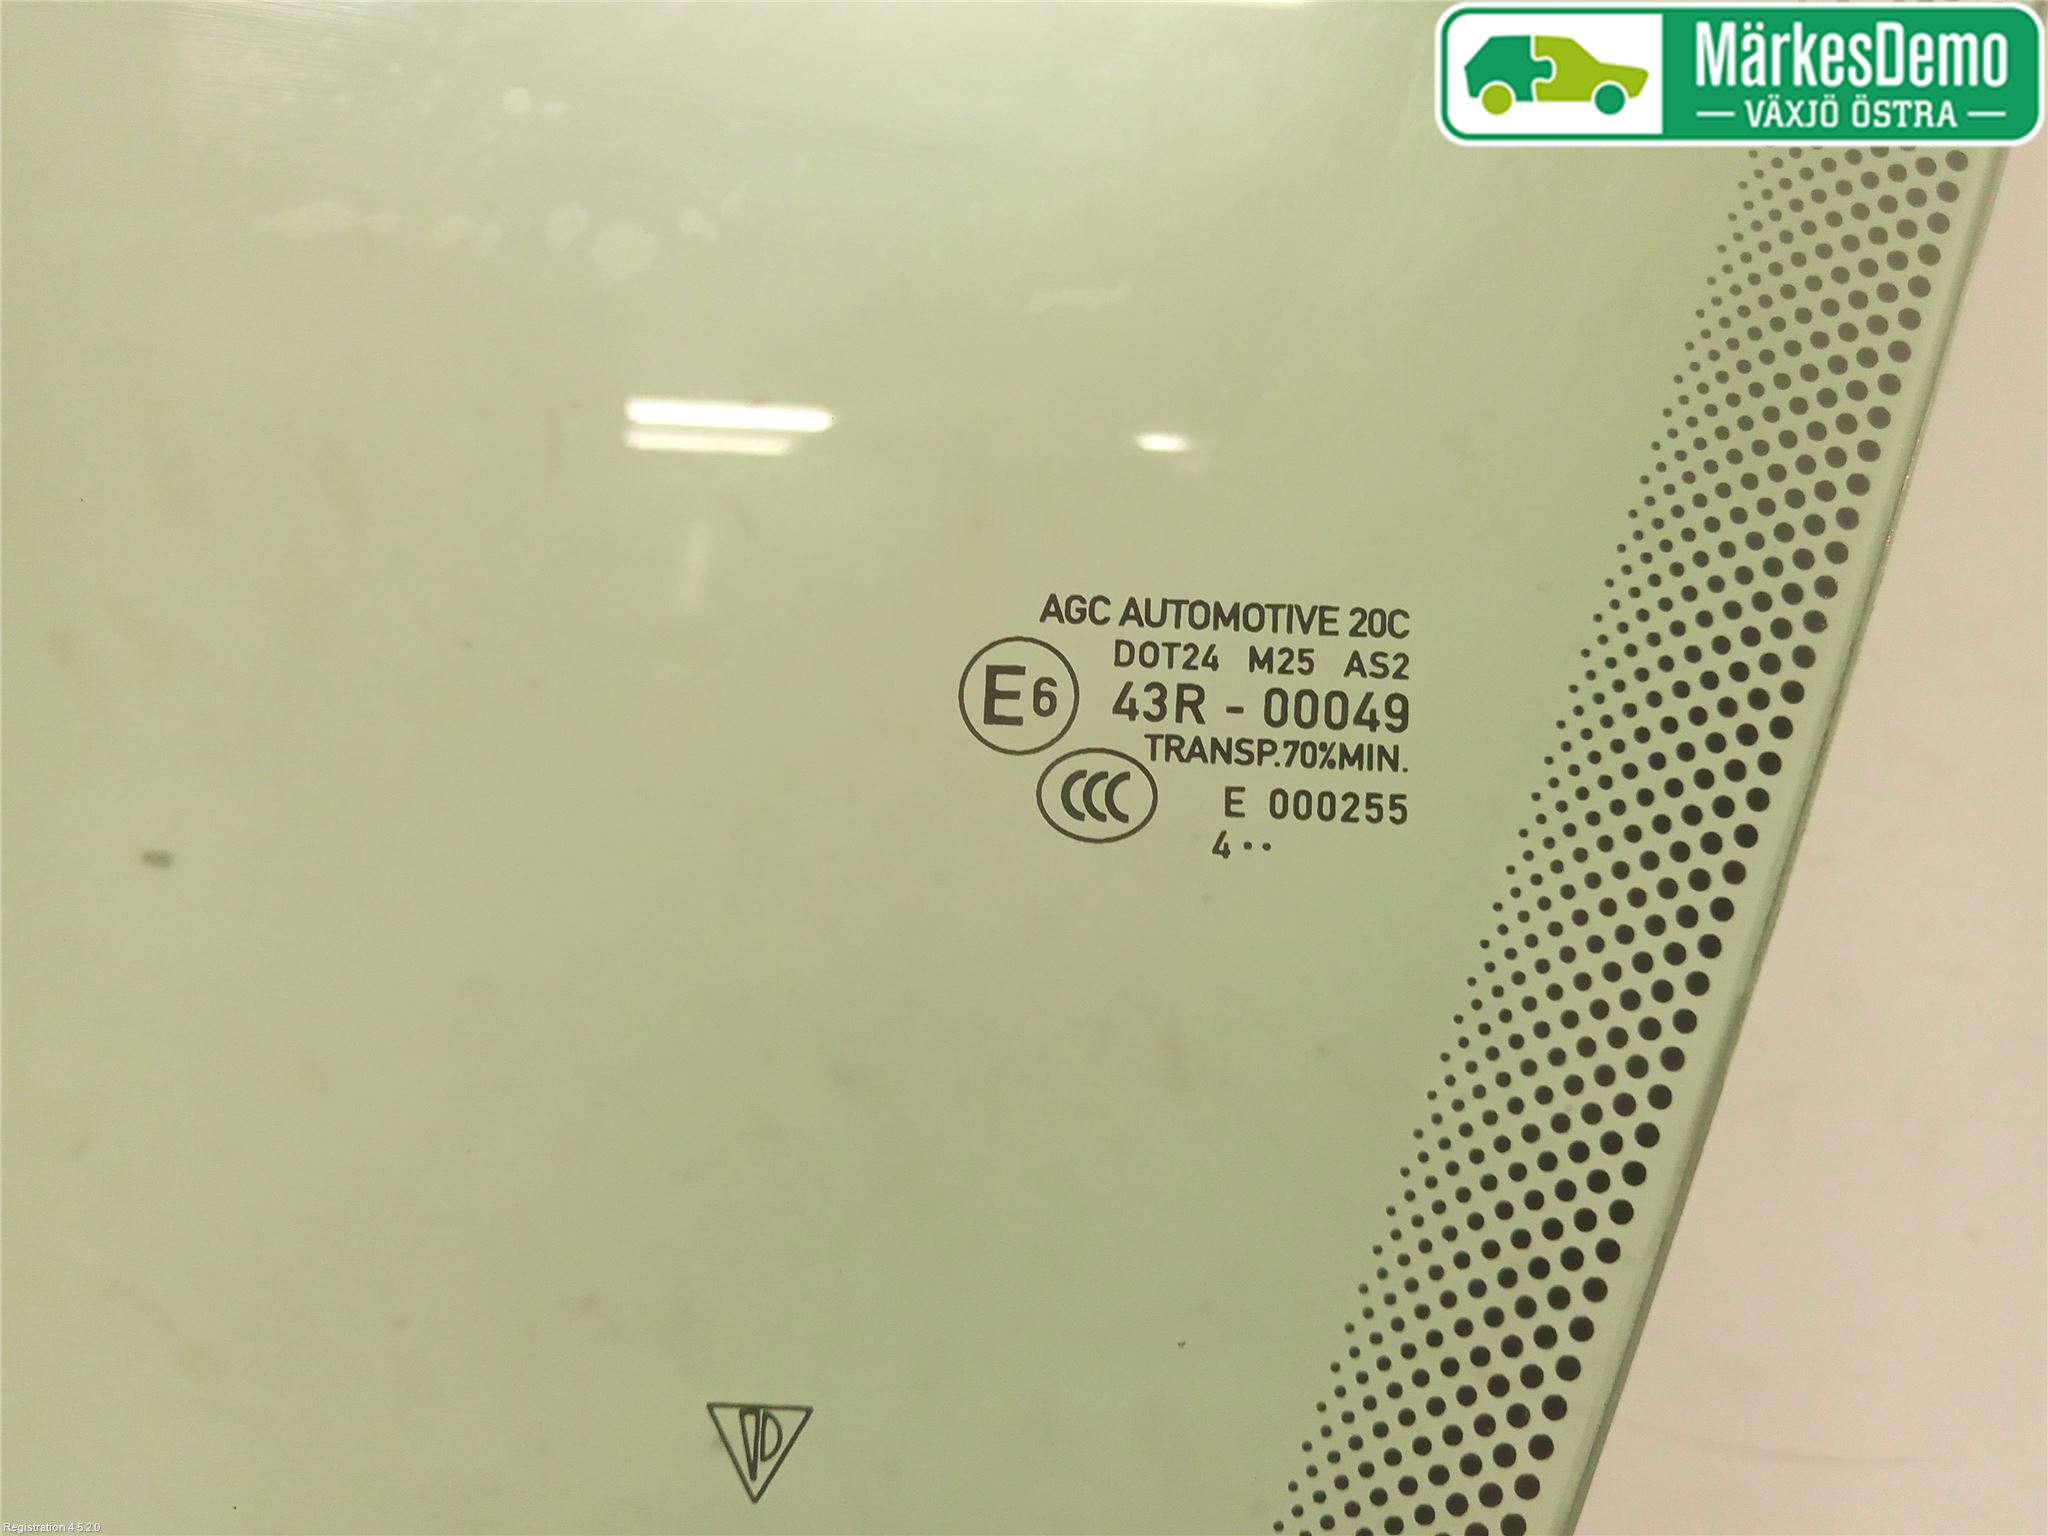 MärkesDemo
– VÄXJÖ ÖSTRA –
AGC AUTOMOTIVE 20C
DOT24 M25 AS2
E6 43R - 00049
TRANSP.70%MIN.
CCC E 000255
4 ••
Registration 4.5.2.0